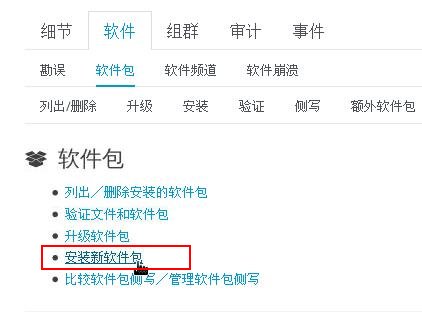 细节 软件 组群 审计 事件
勘误 软件包 软件频道 软件崩溃
列出/删除 升级 安装 验证 侧写 额外软件包
软件包
列出／删除安装的软件包
验证文件和软件包
升级软件包
安装新软件包
比较软件包侧写／管理软件包侧写